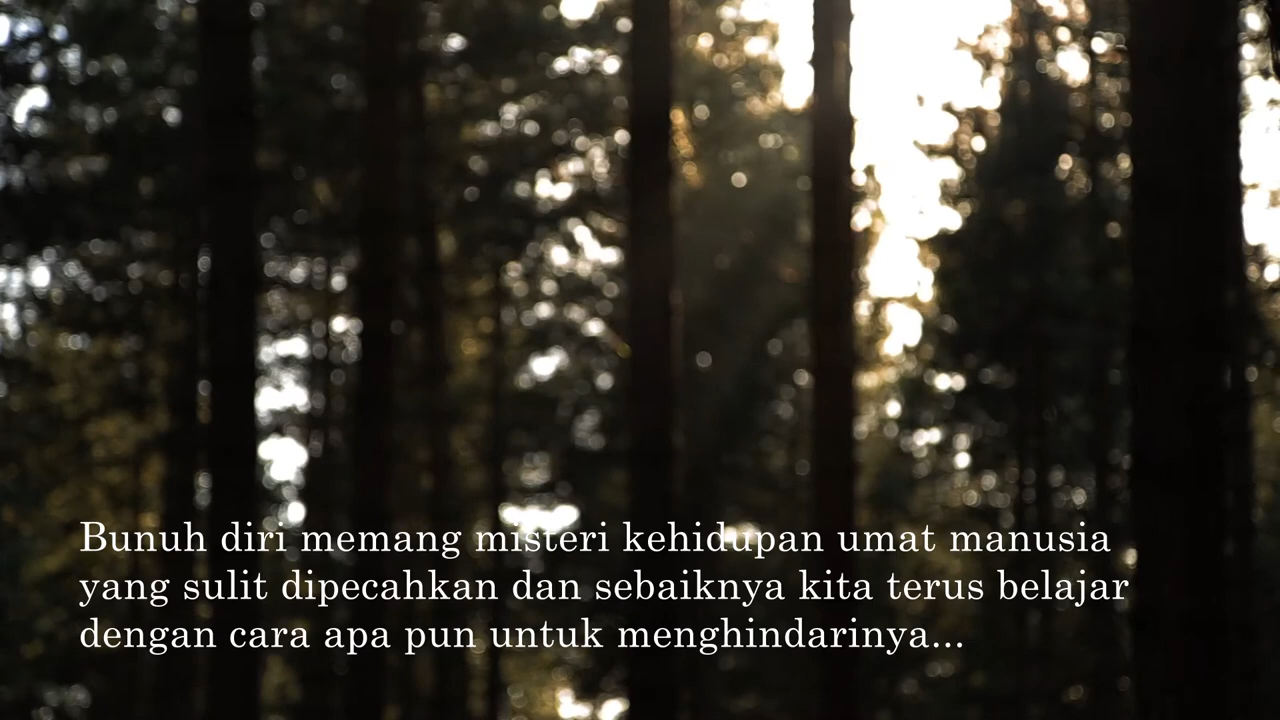 Bunuh diri memang misteri kehidupan umat manusia
yang sulit dipecahkan dan sebaiknya kita terus belajar
dengan cara apa pun untuk menghindarinya...